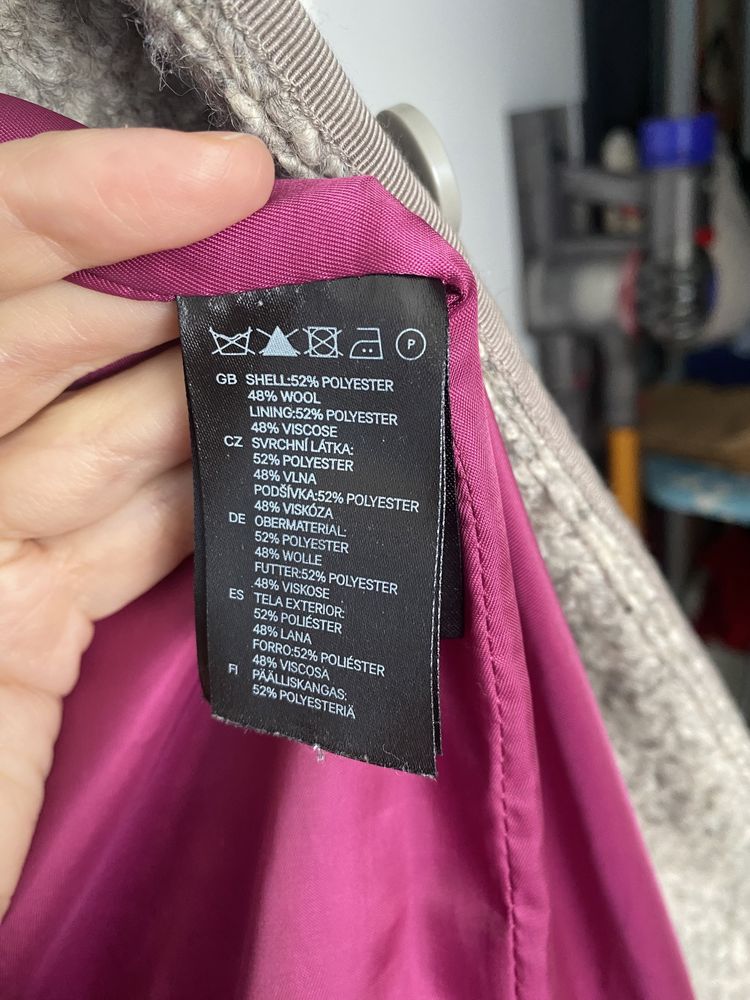 P
GB SHELL:52% POLYESTER
48% WOOL
LINING:52% POLYESTER
48% VISCOSE
CZ SVRCHNÍ LÁTKA:
52% POLYESTER
48% VLNA
PODŠÍVKA:52% POLYESTER
48% VISKÓZA
DE OBERMATERIAL:
52% POLYESTER
48% WOLLE
FUTTER:52% POLYESTER
48% VISKOSE
ES TELA EXTERIOR:
52% POLIÉSTER
48% LANA
FORRO:52% POLIÉSTER
48% VISCOSA
FI PÄÄLLISKANGAS:
52% POLYESTERIÄ